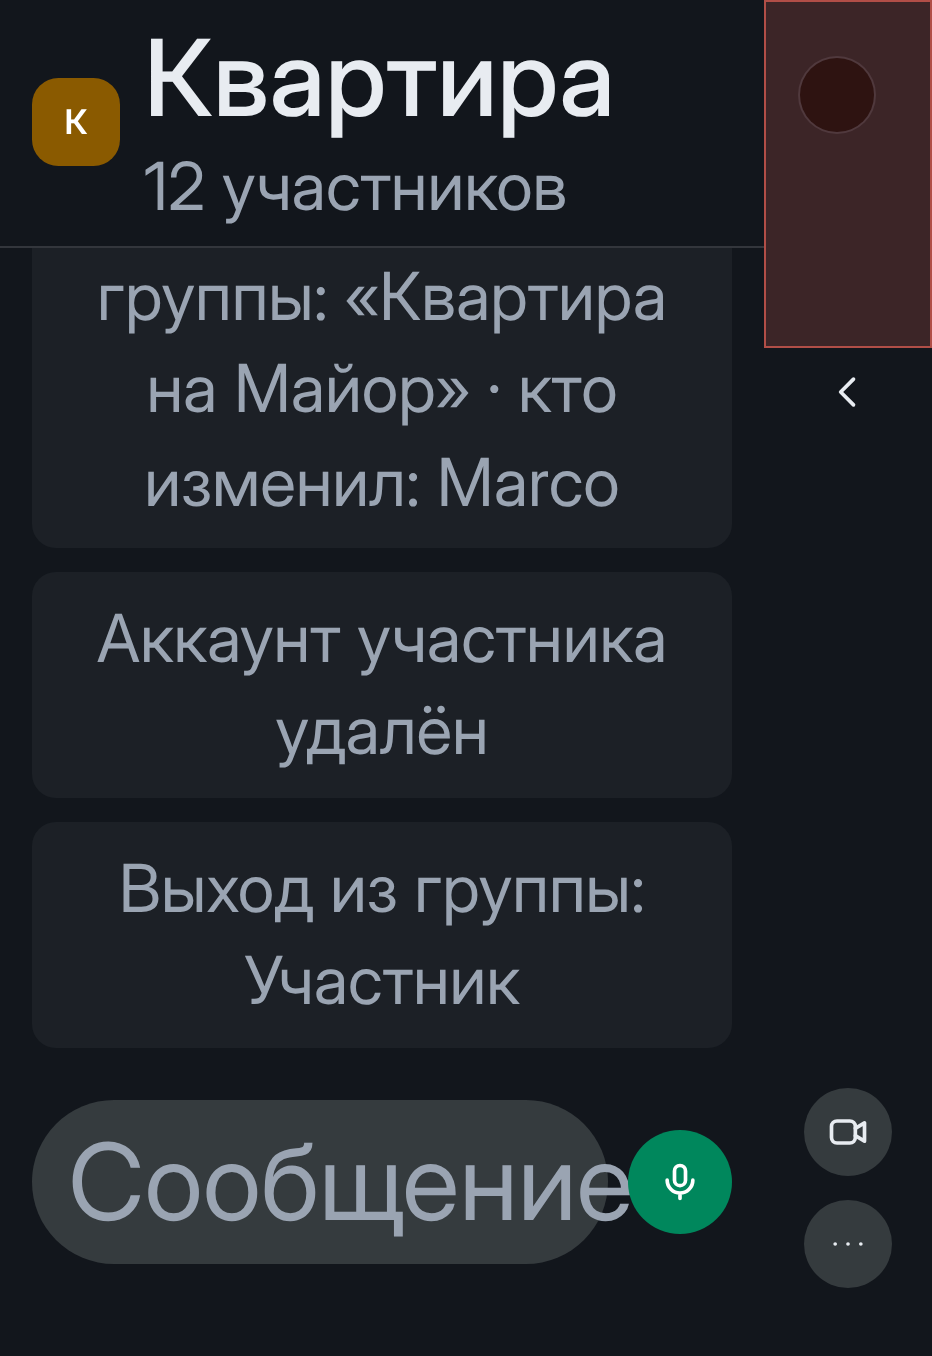 К
Квартира
12 участников
группы: «Квартира
на Майор» · кто
изменил: Marco
Аккаунт участника
удалён
Выход из группы:
Участник
Сообщение